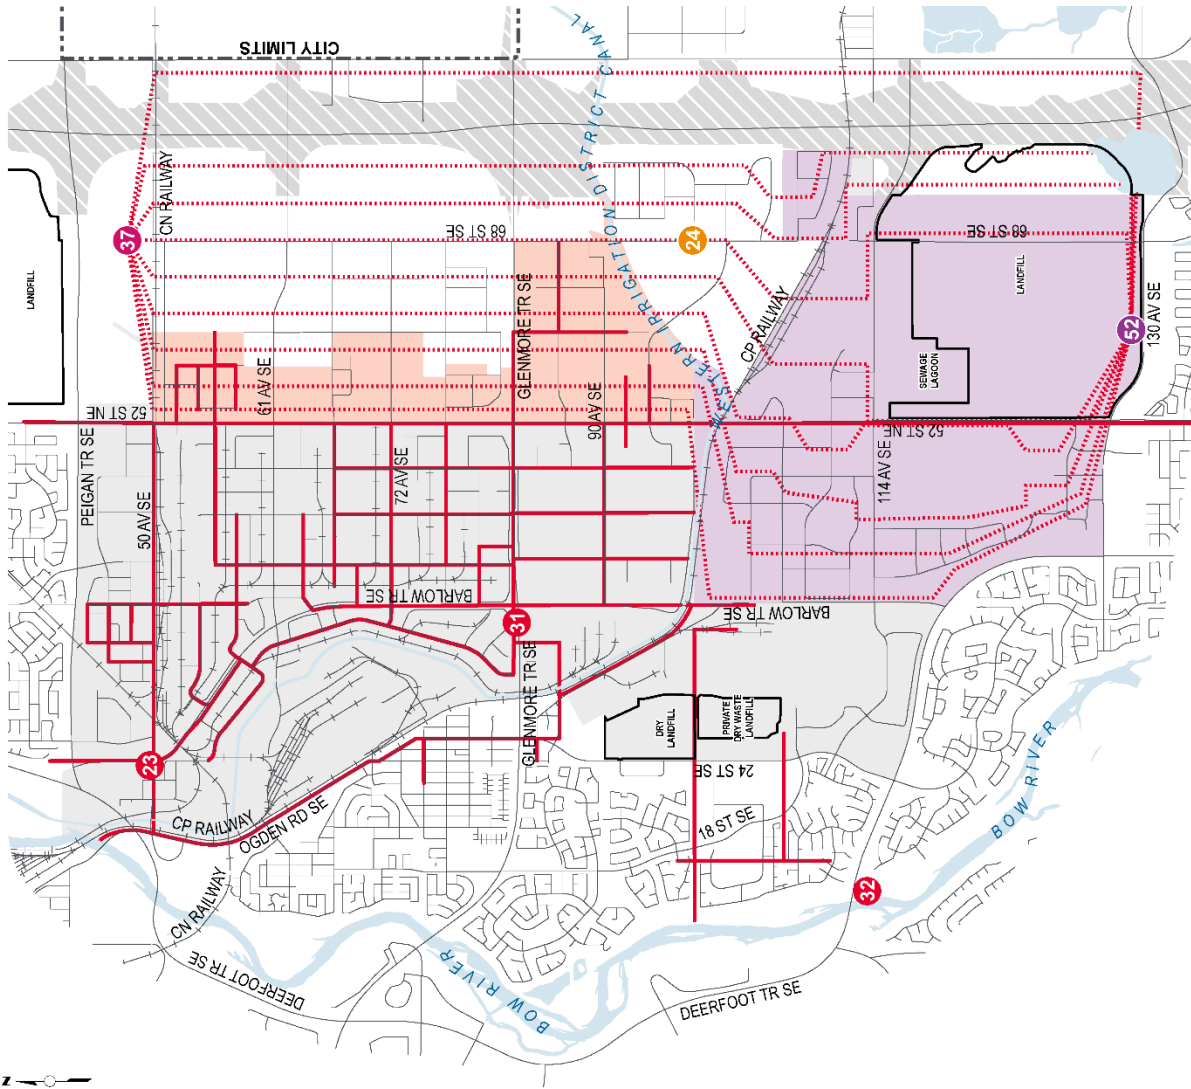 CITY LIMITS
WESTERN IRRIGATION DISTRICT CANAL
CN RAILWAY
LANDFILL
37
68 ST SE
24
68 ST SE
LANDFILL
GLENMORE TR SE
CP RAILWAY
52
130 AV SE
SEWAGE
LAGOON
61 AV SE
52 ST NE
90 AV SE
52 ST NE
PEIGAN TR SE
50 AV SE
72 AV SE
114 AV SE
BARLOW TR SE
31
BARLOW TR SE
GLENMORE TR SE
DRY
LANDFILL
PRIVATE
DRY WASTE
LANDFILL
23
24 ST SE
CP RAILWAY
OGDEN RD SE
18 ST SE
BOW RIVER
32
CN RAILWAY
DEERFOOT TR SE
BOW RIVER
DEERFOOT TR SE
N